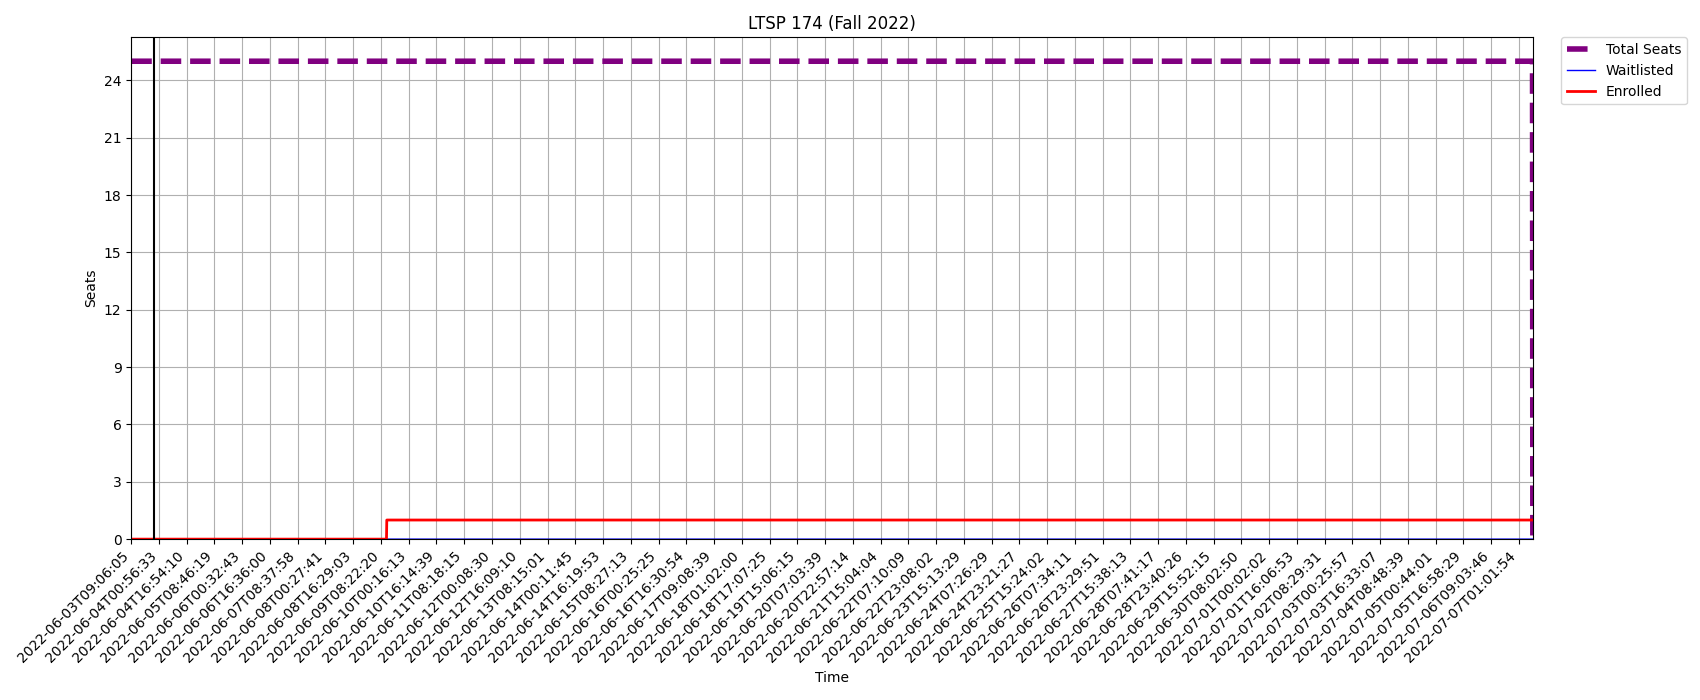 LTSP 174 (Fall 2022)
Total Seats
Waitlisted
Enrolled
24
21
18
15
12
9
6
3
0
Seats
2022-06-03T09:06:05
2022-06-04T00:56:33
2022-06-04T16:54:10
2022-06-05T08:46:19
2022-06-06T00:32:43
2022-06-06T16:36:00
2022-06-07T08:37:58
2022-06-08T00:27:41
2022-06-08T16:29:03
2022-06-09T08:22:20
2022-06-10T00:16:13
2022-06-10T16:14:39
2022-06-11T08:18:15
2022-06-12T00:08:30
2022-06-12T16:09:10
2022-06-13T08:15:01
2022-06-14T00:11:45
2022-06-14T16:19:53
2022-06-15T08:27:13
2022-06-16T00:25:25
2022-06-16T16:30:54
2022-06-17T09:08:39
2022-06-18T01:02:00
2022-06-18T17:07:25
2022-06-19T15:06:15
2022-06-20T07:03:39
2022-06-20T22:57:14
2022-06-21T15:04:04
2022-06-22T07:10:09
2022-06-22T23:08:02
2022-06-23T15:13:29
2022-06-24T07:26:29
2022-06-24T23:21:27
2022-06-25T15:24:02
2022-06-26T07:34:11
2022-06-26T23:29:51
2022-06-27T15:38:13
2022-06-28T07:41:17
2022-06-28T23:40:26
2022-06-29T15:52:15
2022-06-30T08:02:50
2022-07-01T00:02:02
2022-07-01T16:06:53
2022-07-02T08:29:31
2022-07-03T00:25:57
2022-07-03T16:33:07
2022-07-04T08:48:39
2022-07-05T00:44:01
2022-07-05T16:58:29
2022-07-06T09:03:46
2022-07-07T01:01:54
Time